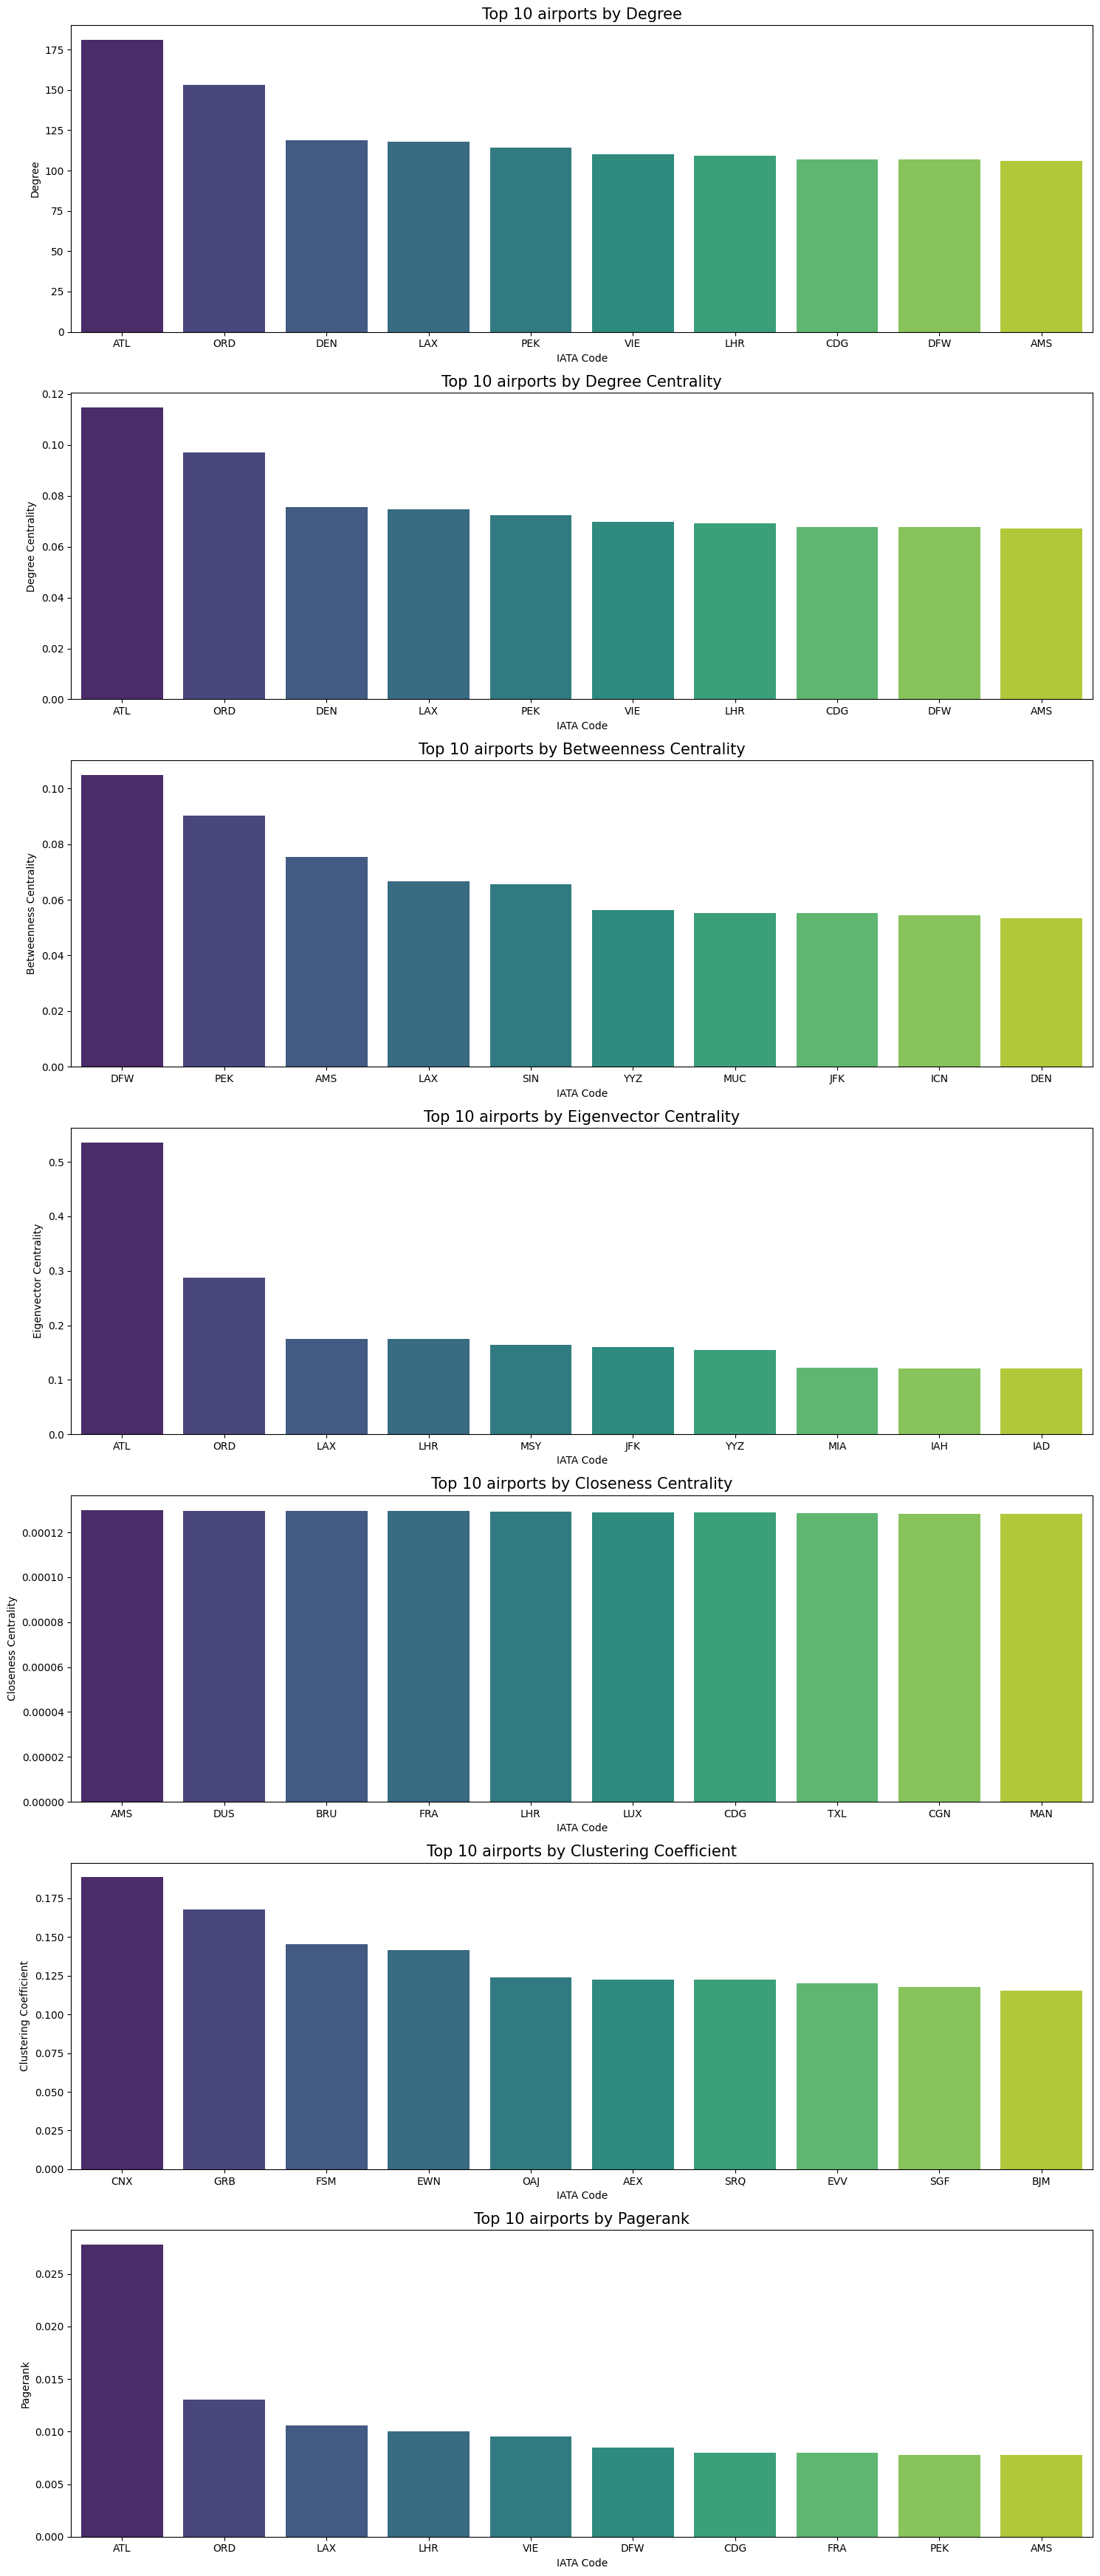 Top 10 airports by Degree
175
150
125
100
75
50
25
0
Degree
ATL ORD DEN LAX PEK VIE LHR CDG DFW AMS
IATA Code
Top 10 airports by Degree Centrality
0.12
0.10
0.08
0.06
0.04
0.02
0.00
Degree Centrality
ATL ORD DEN LAX PEK VIE LHR CDG DFW AMS
IATA Code
Top 10 airports by Betweenness Centrality
0.10
0.08
0.06
0.04
0.02
0.00
Betweenness Centrality
DFW PEK AMS LAX SIN YYZ MUC JFK ICN DEN
IATA Code
Top 10 airports by Eigenvector Centrality
0.5
0.4
0.3
0.2
0.1
0.0
Eigenvector Centrality
ATL ORD LAX LHR MSY JFK YYZ MIA IAH IAD
IATA Code
Top 10 airports by Closeness Centrality
0.00012
0.00010
0.00008
0.00006
0.00004
0.00002
0.00000
Closeness Centrality
AMS DUS BRU FRA LHR LUX CDG TXL CGN MAN
IATA Code
Top 10 airports by Clustering Coefficient
0.175
0.150
0.125
0.100
0.075
0.050
0.025
0.000
Clustering Coefficient
CNX GRB FSM EWN OAJ AEX SRQ EVV SGF BJM
IATA Code
Top 10 airports by Pagerank
0.025
0.020
0.015
0.010
0.005
0.000
Pagerank
ATL ORD LAX LHR VIE DFW CDG FRA PEK AMS
IATA Code